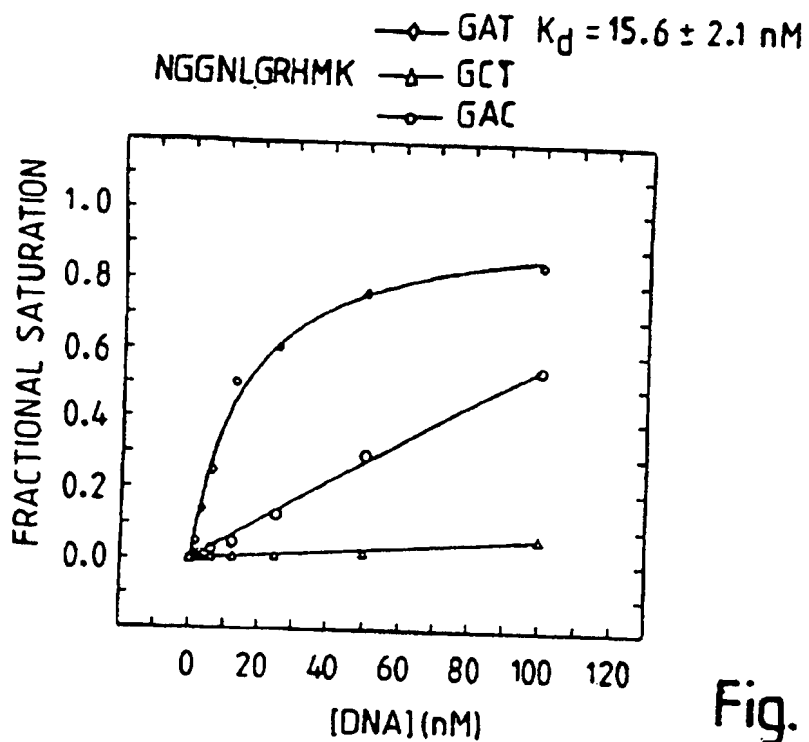 GAT Kd = 15.6 ± 2.1 nM
NGGNLGRHMK GCT
GAC
FRACTIONAL SATURATION
1.0
0.8
0.6
0.4
0.2
0.0
0 20 40 60 80 100 120
[DNA](nM)
Fig.